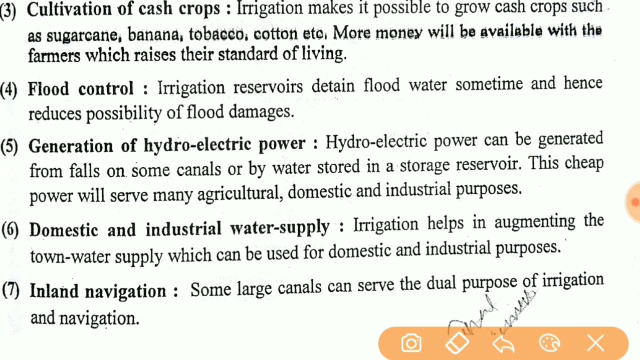 (3) Cultivation of cash crops : Irrigation makes it possible to grow cash crops such
as sugarcane, banana, tobacco, cotton etc. More money will be available with the
farmers which raises their standard of living.
(4) Flood control : Irrigation reservoirs detain flood water sometime and hence
reduces possibility of flood damages.
(5) Generation of hydro-electric power : Hydro-electric power can be generated
from falls on some canals or by water stored in a storage reservoir. This cheap
power will serve many agricultural, domestic and industrial purposes.
(6) Domestic and industrial water-supply : Irrigation helps in augmenting the
town-water supply which can be used for domestic and industrial purposes.
(7) Inland navigation : Some large canals can serve the dual purpose of irrigation
and navigation.